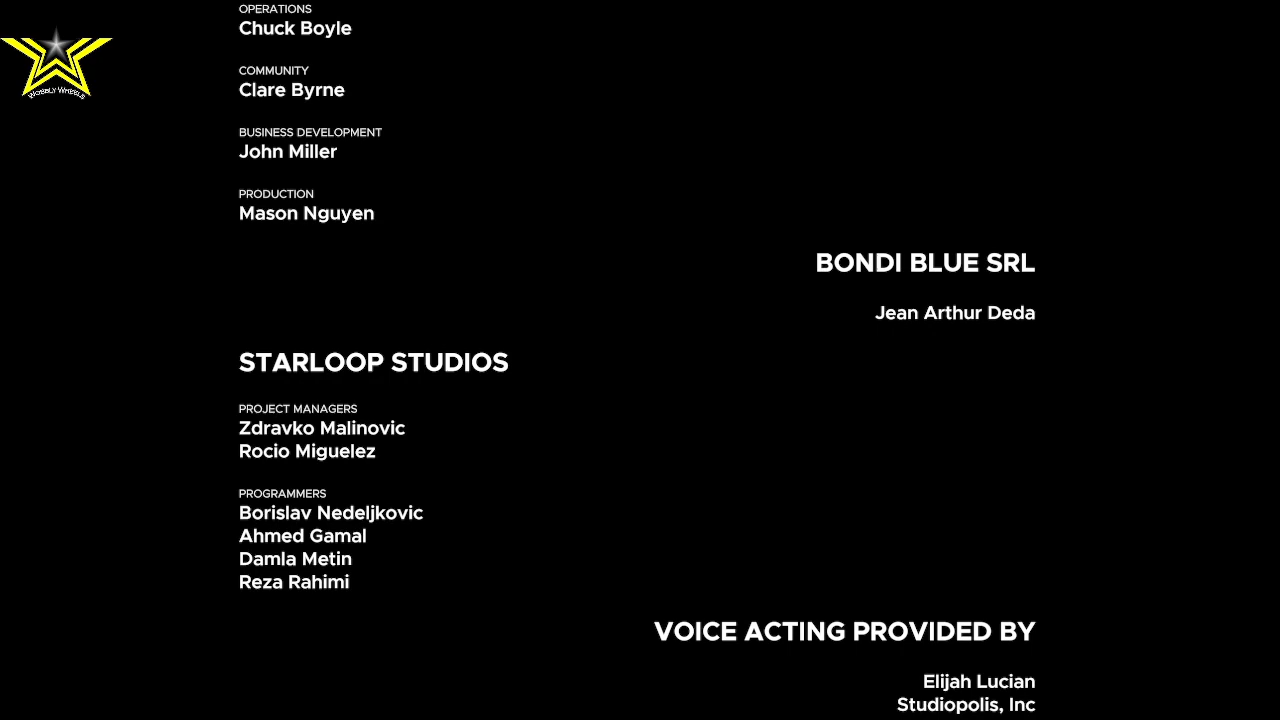 OPERATIONS
Chuck Boyle
COMMUNITY
Clare Byrne
BUSINESS DEVELOPMENT
John Miller
PRODUCTION
Mason Nguyen
BONDI BLUE SRL
Jean Arthur Deda
STARLOOP STUDIOS
PROJECT MANAGERS
Zdravko Malinovic
Rocio Miguelez
PROGRAMMERS
Borislav Nedeljkovic
Ahmed Gamal
Damla Metin
Reza Rahimi
VOICE ACTING PROVIDED BY
Elijah Lucian
Studiopolis, Inc
Wobbly Wheels